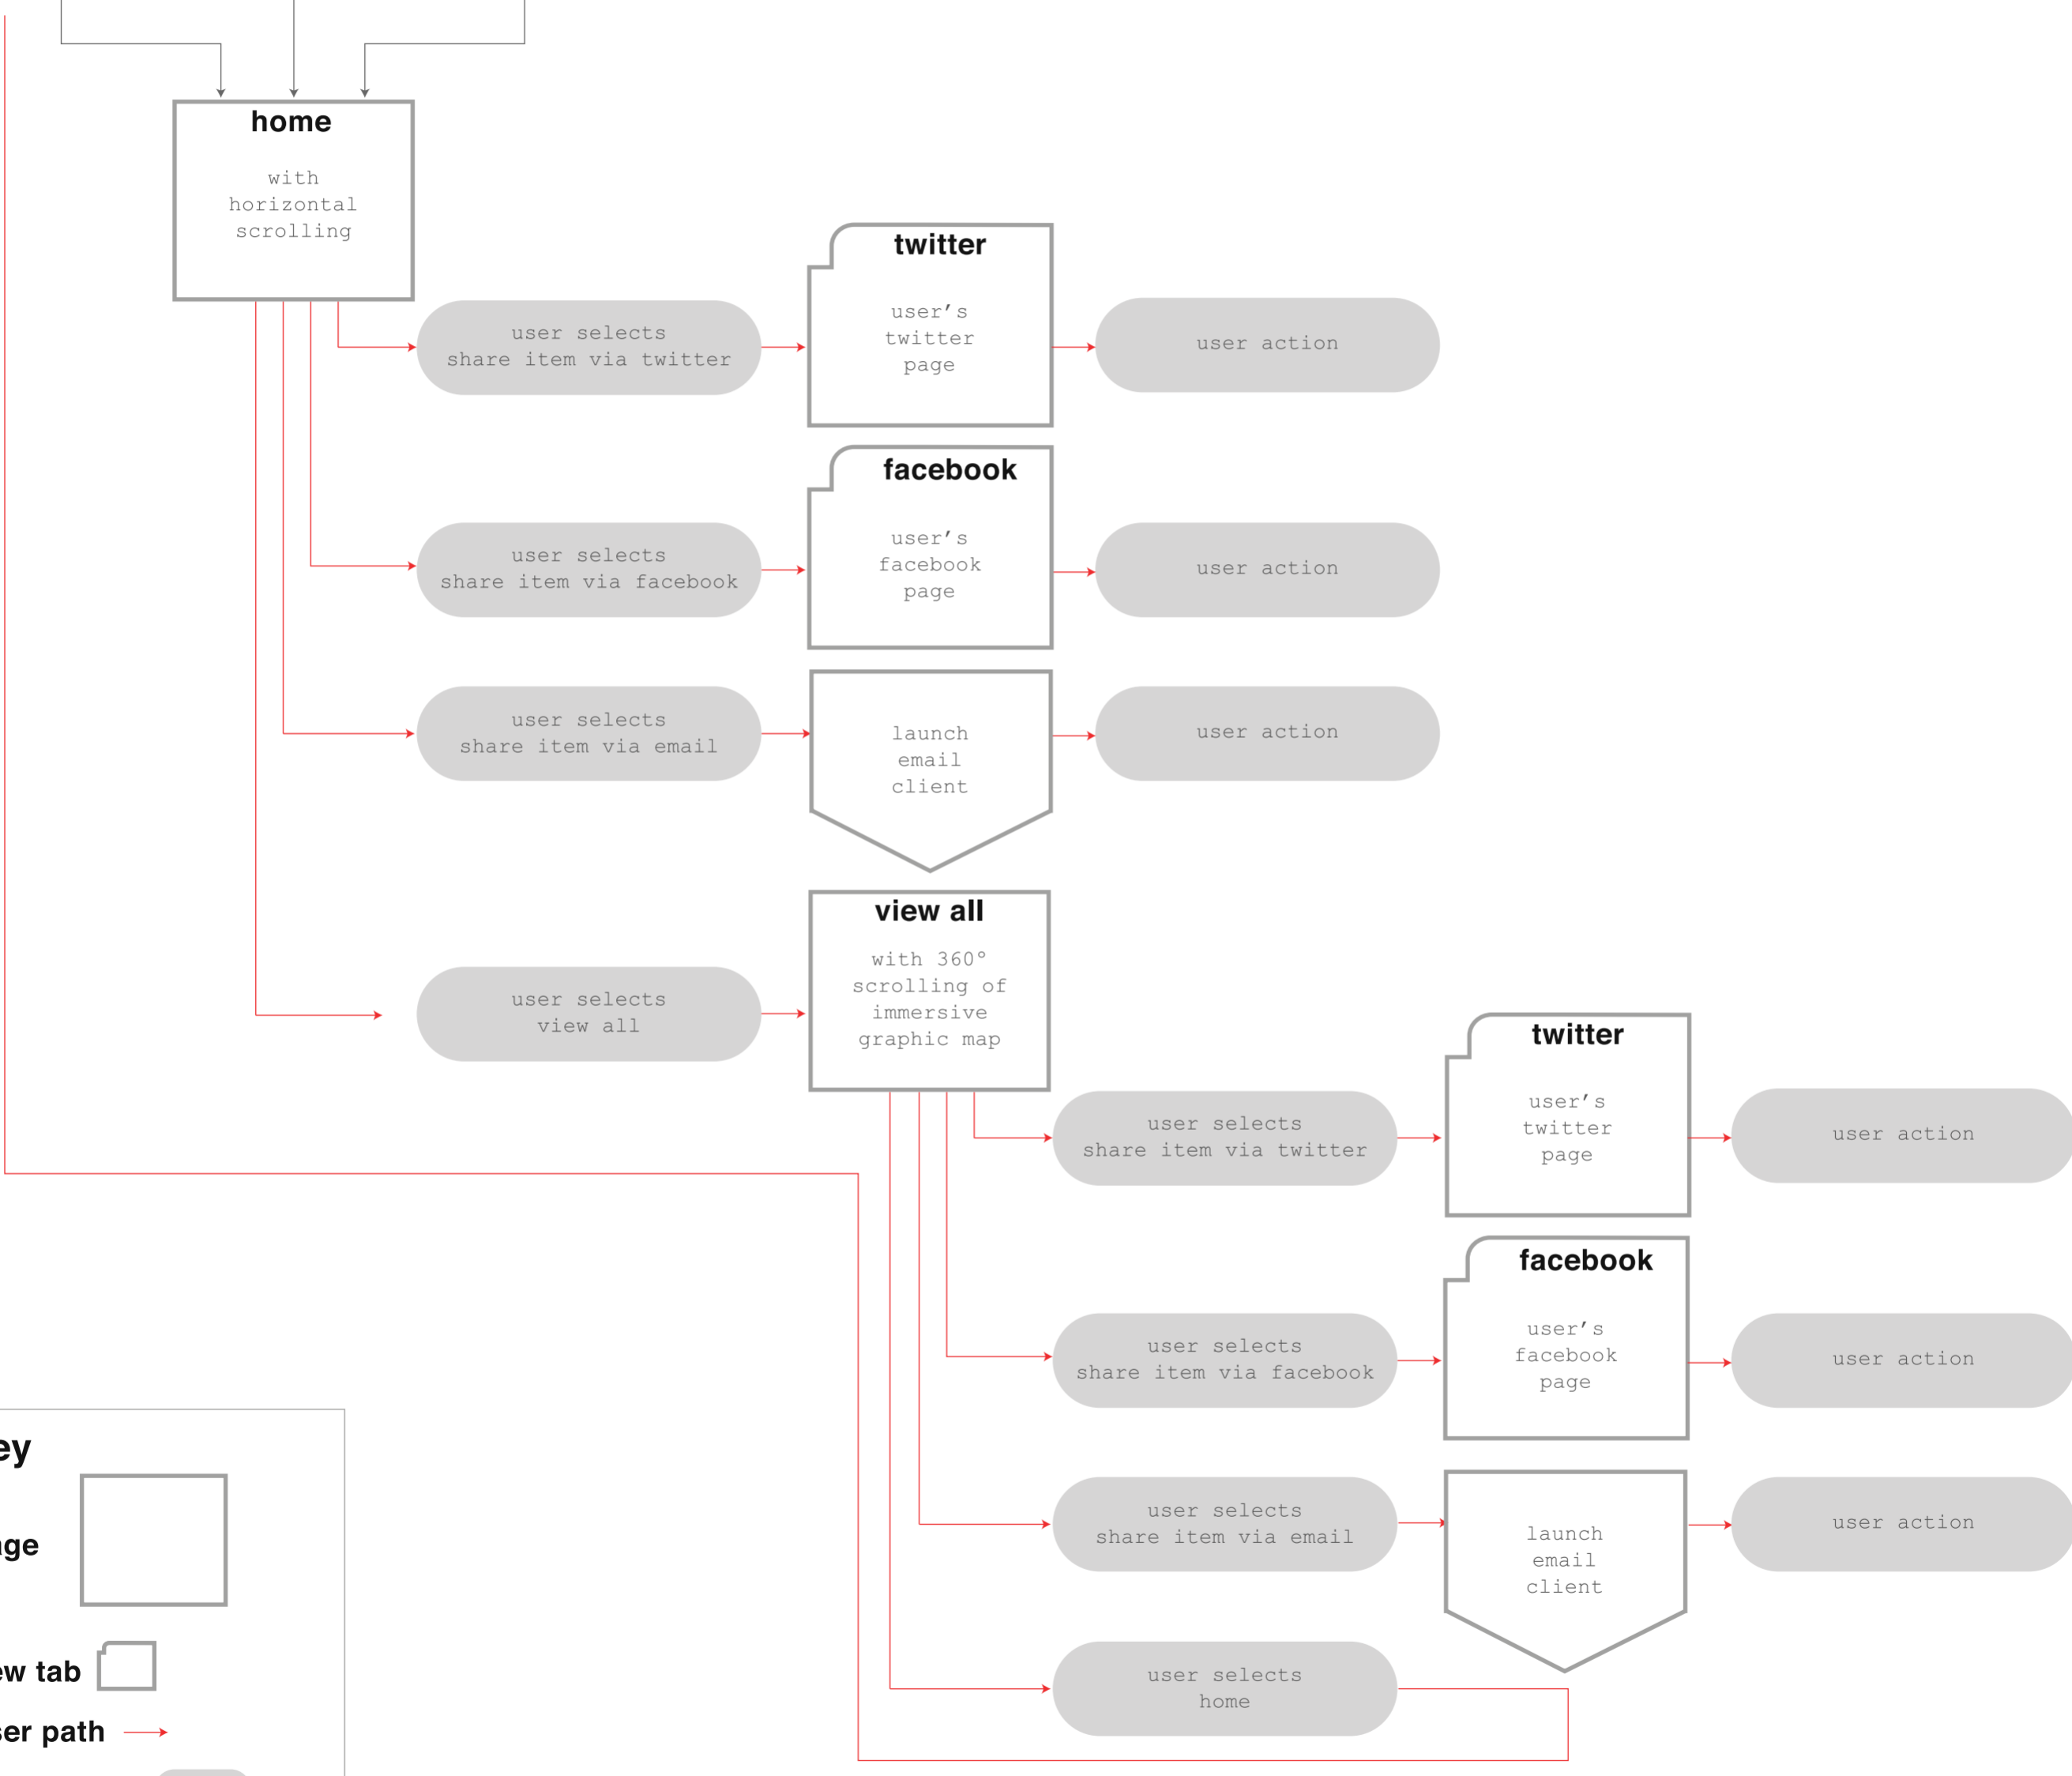 home
with
horizontal
scrolling
user selects
share item via twitter
twitter
user's
twitter
page
user action
user selects
share item via facebook
facebook
user's
facebook
page
user action
user selects
share item via email
launch
email
client
user action
user selects
view all
view all
with 360°
scrolling of
immersive
graphic map
user selects
share item via twitter
twitter
user's
twitter
page
user action
user selects
share item via facebook
facebook
user's
facebook
page
user action
user selects
share item via email
launch
email
client
user action
user selects
home
ey
age
ew tab
ser path